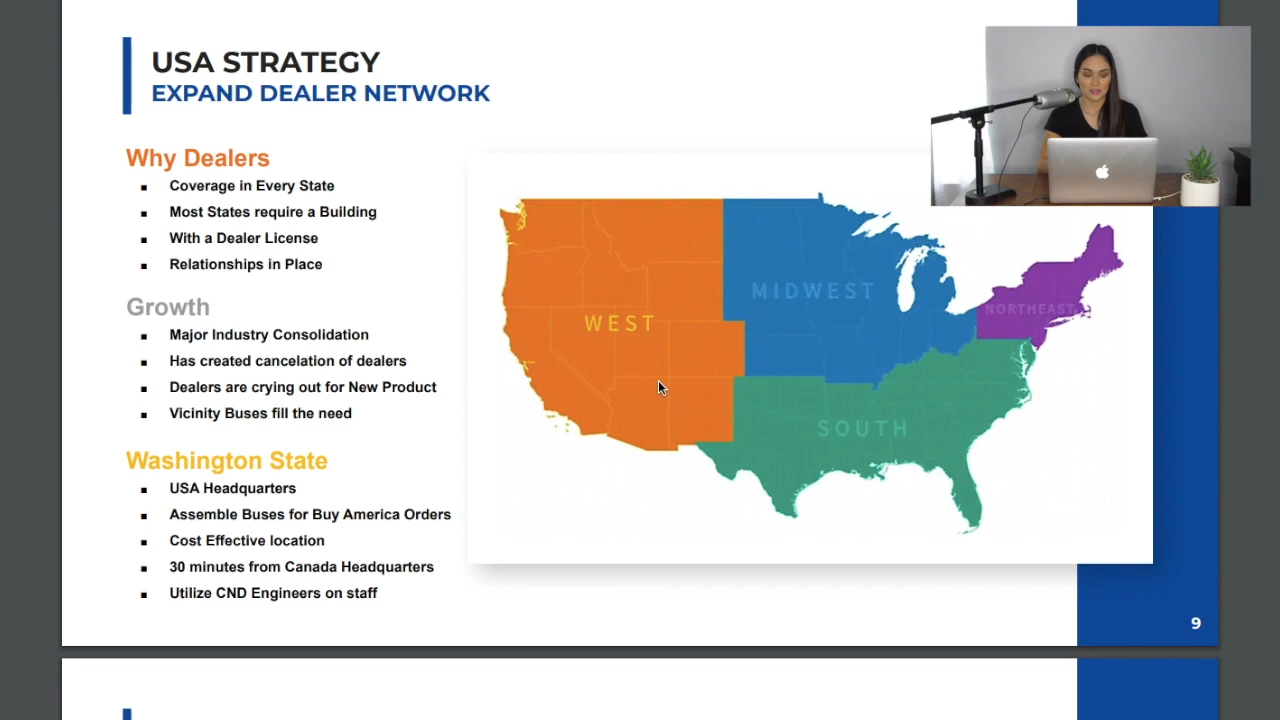 USA STRATEGY
EXPAND DEALER NETWORK
Why Dealers
Coverage in Every State
Most States require a Building
With a Dealer License
Relationships in Place
Growth
Major Industry Consolidation
Has created cancelation of dealers
Dealers are crying out for New Product
Vicinity Buses fill the need
Washington State
USA Headquarters
Assemble Buses for Buy America Orders
Cost Effective location
30 minutes from Canada Headquarters
Utilize CND Engineers on staff
WEST
MIDWEST
NORTHEAST
SOUTH
9